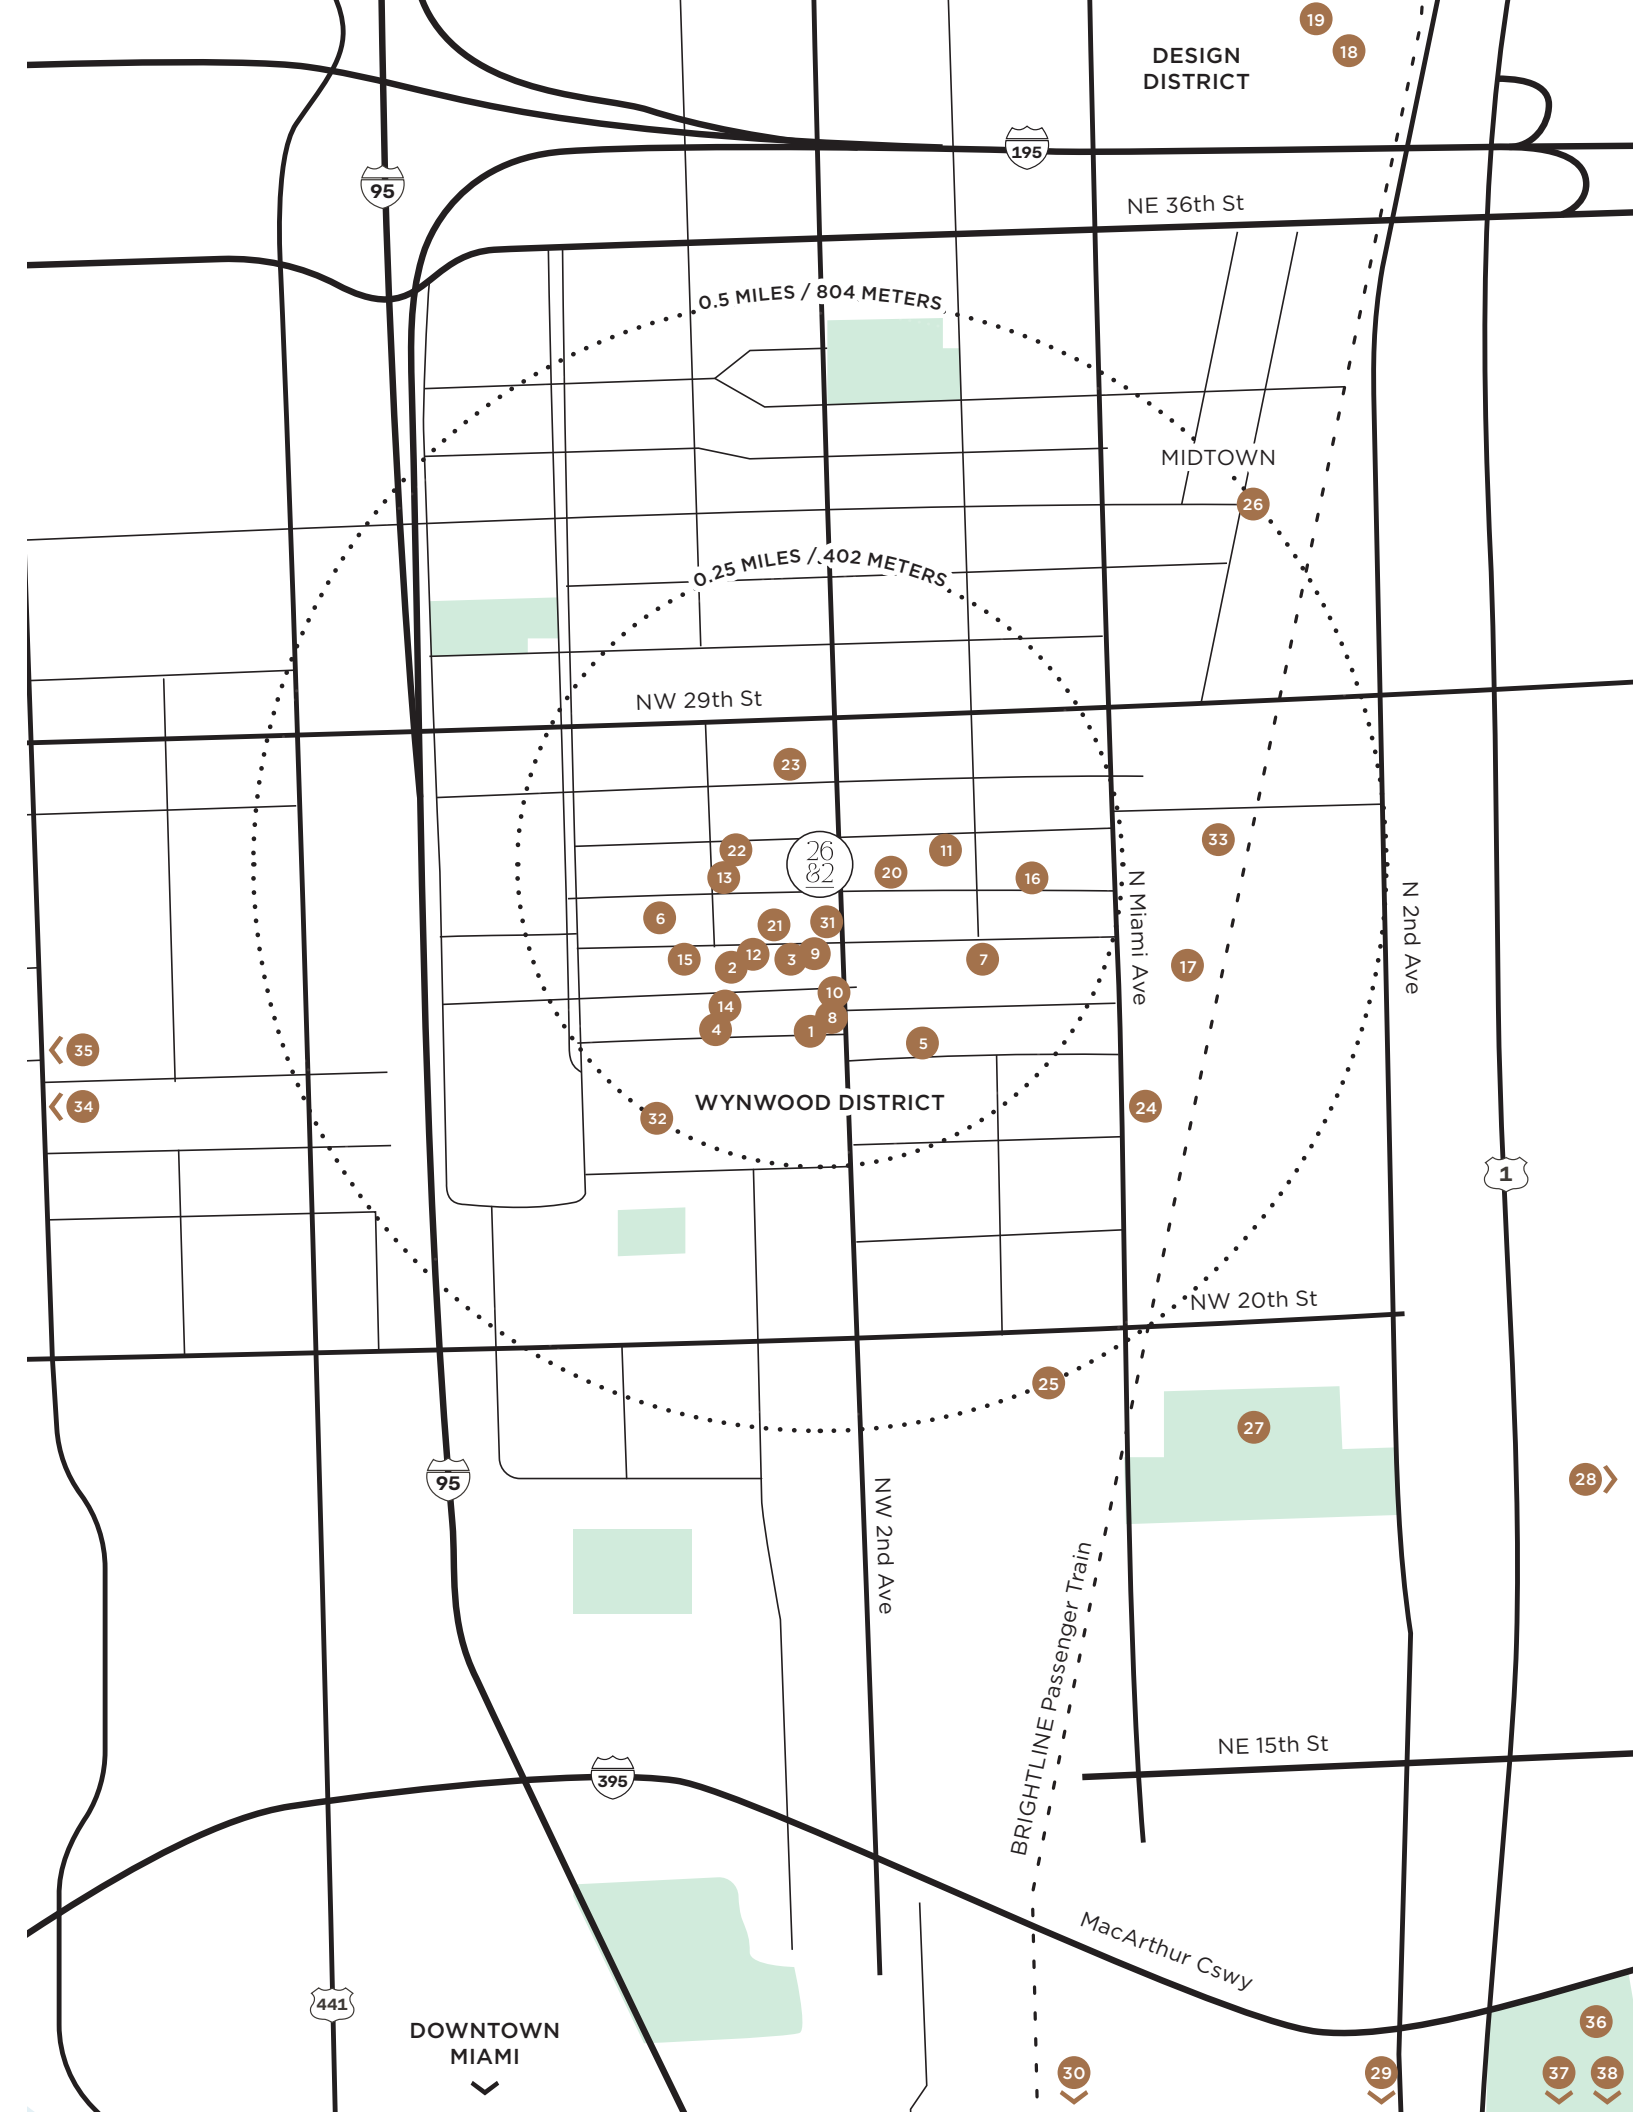 19
18
DESIGN
DISTRICT
195
95
NE 36th St
0.5 MILES / 804 METERS
MIDTOWN
26
0.25 MILES / 402 METERS
NW 29th St
23
33
22
26
&2
11
20
13
16
N Miami Ave
N 2nd Ave
6
21
31
15
2
12
3
9
7
17
14
10
4
1
8
5
35
34
32
WYNWOOD DISTRICT
24
1
NW 20th St
25
27
95
28
NW 2nd Ave
BRIGHTLINE Passenger Train
NE 15th St
395
MacArthur Cswy
441
DOWNTOWN
MIAMI
36
30
29
37
38